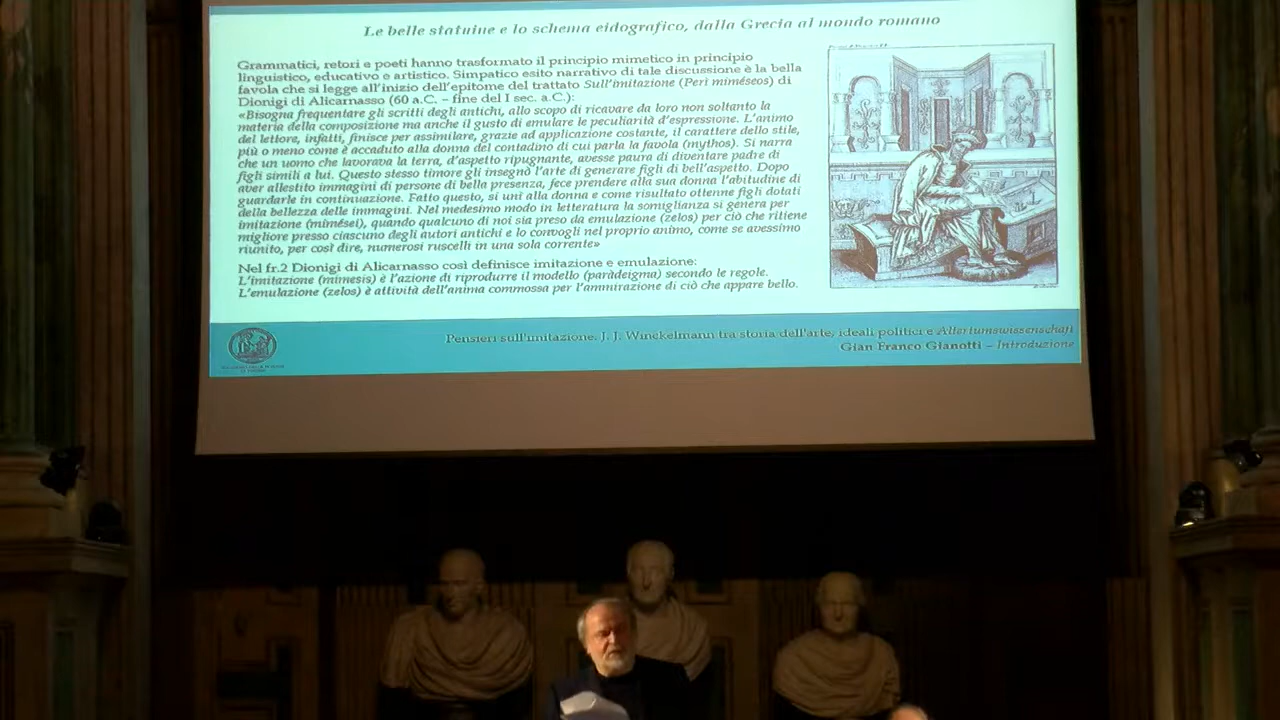 Le belle statuine e lo schema eidografico, dalla Grecia al mondo romano
Grammatici, retori e poeti hanno trasformato il principio mimetico in principio
linguistico, educativo e artistico. Simpatico esito narrativo di tale discussione è la bella
favola che si legge all'inizio dell'epitome del trattato Sull'imitazione (Perì miméseos) di
Dionigi di Alicarnasso (60 a.C. – fine del I sec. a.C.):
«Bisogna frequentare gli scritti degli antichi, allo scopo di ricavare da loro non soltanto la
materia della composizione ma anche il gusto di emulare le peculiarità d'espressione. L'animo
del lettore, infatti, finisce per assimilare, grazie ad applicazione costante, il carattere dello stile,
più o meno come è accaduto alla donna del contadino di cui parla la favola (mythos). Si narra
che un uomo che lavorava la terra, d'aspetto ripugnante, avesse paura di diventare padre di
figli simili a lui. Questo stesso timore gli insegnò l'arte di generare figli di bell'aspetto. Dopo
aver allestito immagini di persone di bella presenza, fece prendere alla sua donna l'abitudine di
guardarle in continuazione. Fatto questo, si unì alla donna e come risultato ottenne figli dotati
della bellezza delle immagini. Nel medesimo modo in letteratura la somiglianza si genera per
imitazione (mìmesei), quando qualcuno di noi sia preso da emulazione (zelos) per ciò che ritiene
migliore presso ciascuno degli autori antichi e lo convogli nel proprio animo, come se avessimo
riunito, per così dire, numerosi ruscelli in una sola corrente»
Nel fr.2 Dionigi di Alicarnasso così definisce imitazione e emulazione:
L'imitazione (mìmesis) è l'azione di riprodurre il modello (paràdeigma) secondo le regole.
L'emulazione (zelos) è attività dell'anima commossa per l'ammirazione di ciò che appare bello.
Pensieri sull'imitazione. J. J. Winckelmann tra storia dell'arte, ideali politici e Altertumswissenschaft
Gian Franco Gianotti – Introduzione